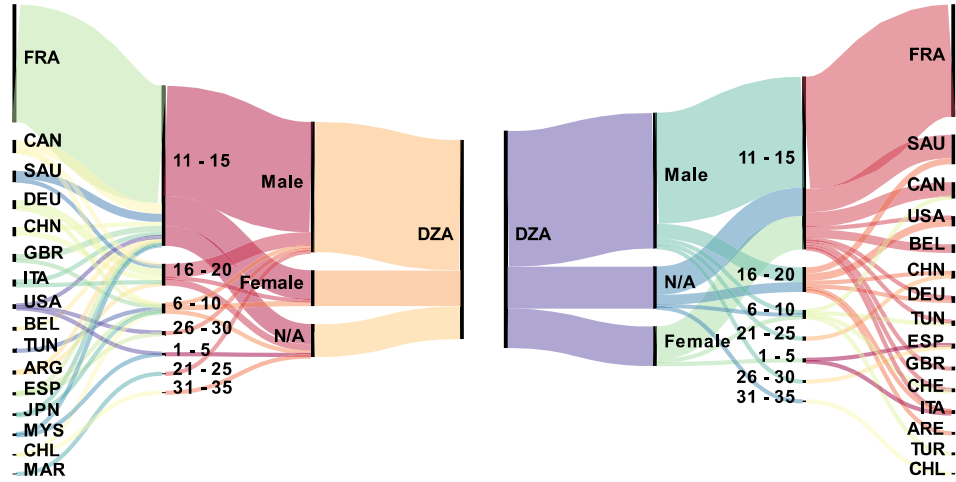 FRA
CAN
SAU
DEU
CHN
GBR
ITA
USA
BEL
TUN
ARG
ESP
JPN
MYS
CHL
MAR
11 - 15
16 - 20
6 - 10
26 - 30
1 - 5
21 - 25
31 - 35
Male
Female
N/A
DZA
DZA
Male
N/A
Female
11 - 15
16 - 20
6 - 10
21 - 25
1 - 5
26 - 30
31 - 35
FRA
SAU
CAN
USA
BEL
CHN
DEU
TUN
ESP
GBR
CHE
ITA
ARE
TUR
CHL